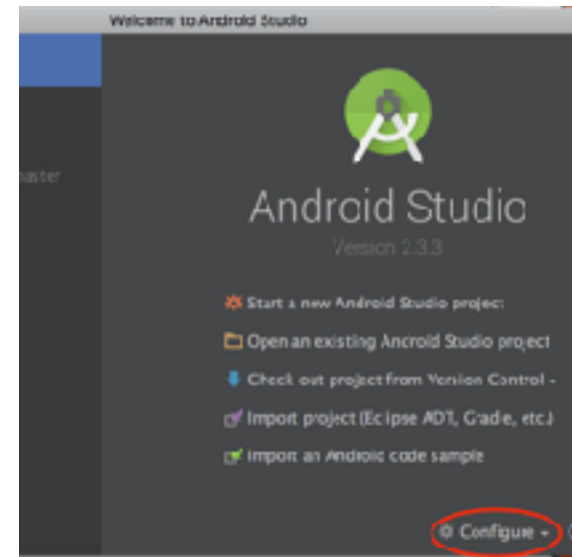 Welcome to Android Studio
master
Android Studio
Version 2.3.3
Start a new Android Studio project
Open an existing Android Studio project
Check out project from Version Control
Import project (Eclipse ADT, Gradle, etc.)
Import an Android code sample
Configure